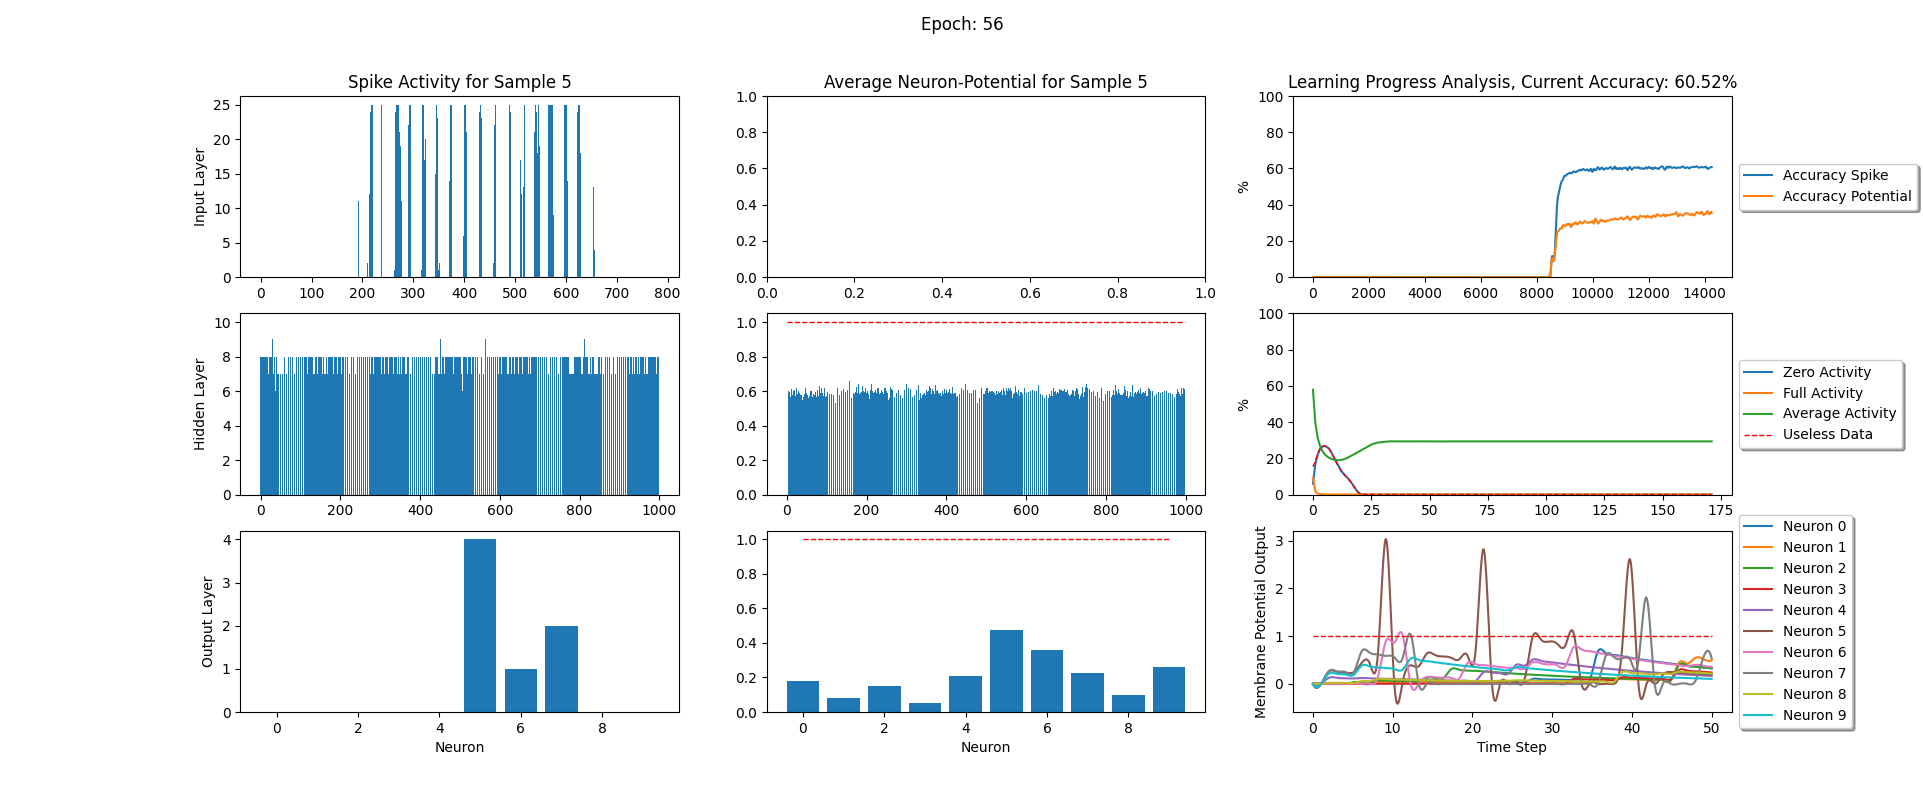 Epoch: 56
Spike Activity for Sample 5
Input Layer
25
20
15
10
5
0
0 100 200 300 400 500 600 700 800
Average Neuron-Potential for Sample 5
1.0
0.8
0.6
0.4
0.2
0.0
0.0 0.2 0.4 0.6 0.8 1.0
Learning Progress Analysis, Current Accuracy: 60.52%
%
100
80
60
40
20
0
0 2000 4000 6000 8000 10000 12000 14000
Accuracy Spike
Accuracy Potential
Hidden Layer
10
8
6
4
2
0
0 200 400 600 800 1000
1.0
0.8
0.6
0.4
0.2
0.0
0 200 400 600 800 1000
%
100
80
60
40
20
0
0 25 50 75 100 125 150 175
Zero Activity
Full Activity
Average Activity
Useless Data
Output Layer
4
3
2
1
0
0 2 4 6 8
Neuron
1.0
0.8
0.6
0.4
0.2
0.0
0 2 4 6 8
Neuron
Membrane Potential Output
3
2
1
0
0 10 20 30 40 50
Time Step
Neuron 0
Neuron 1
Neuron 2
Neuron 3
Neuron 4
Neuron 5
Neuron 6
Neuron 7
Neuron 8
Neuron 9